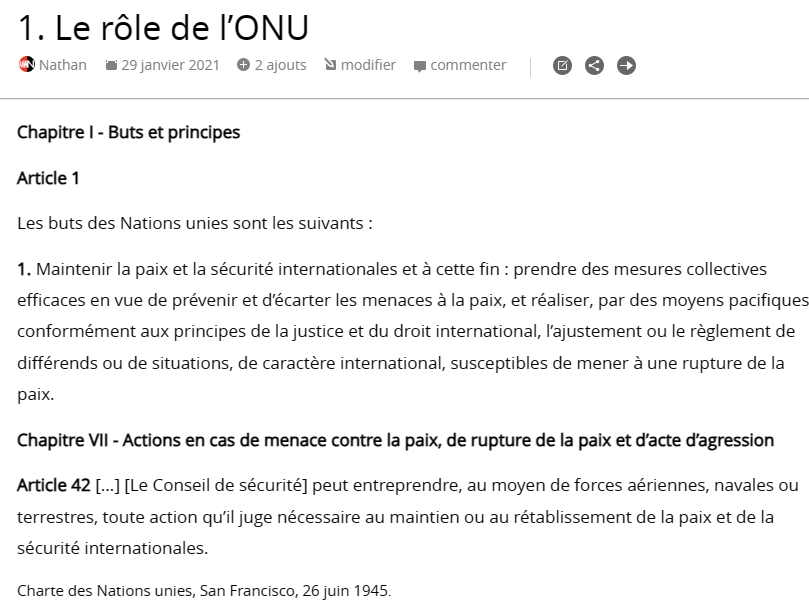 1. Le rôle de l’ONU
Nathan 29 janvier 2021 2 ajouts modifier commenter
Chapitre I - Buts et principes
Article 1
Les buts des Nations unies sont les suivants :
1. Maintenir la paix et la sécurité internationales et à cette fin : prendre des mesures collectives
efficaces en vue de prévenir et d’écarter les menaces à la paix, et réaliser, par des moyens pacifiques
conformément aux principes de la justice et du droit international, l’ajustement ou le règlement de
différends ou de situations, de caractère international, susceptibles de mener à une rupture de la
paix.
Chapitre VII - Actions en cas de menace contre la paix, de rupture de la paix et d’acte d’agression
Article 42 [...] [Le Conseil de sécurité] peut entreprendre, au moyen de forces aériennes, navales ou
terrestres, toute action qu’il juge nécessaire au maintien ou au rétablissement de la paix et de la
sécurité internationales.
Charte des Nations unies, San Francisco, 26 juin 1945.